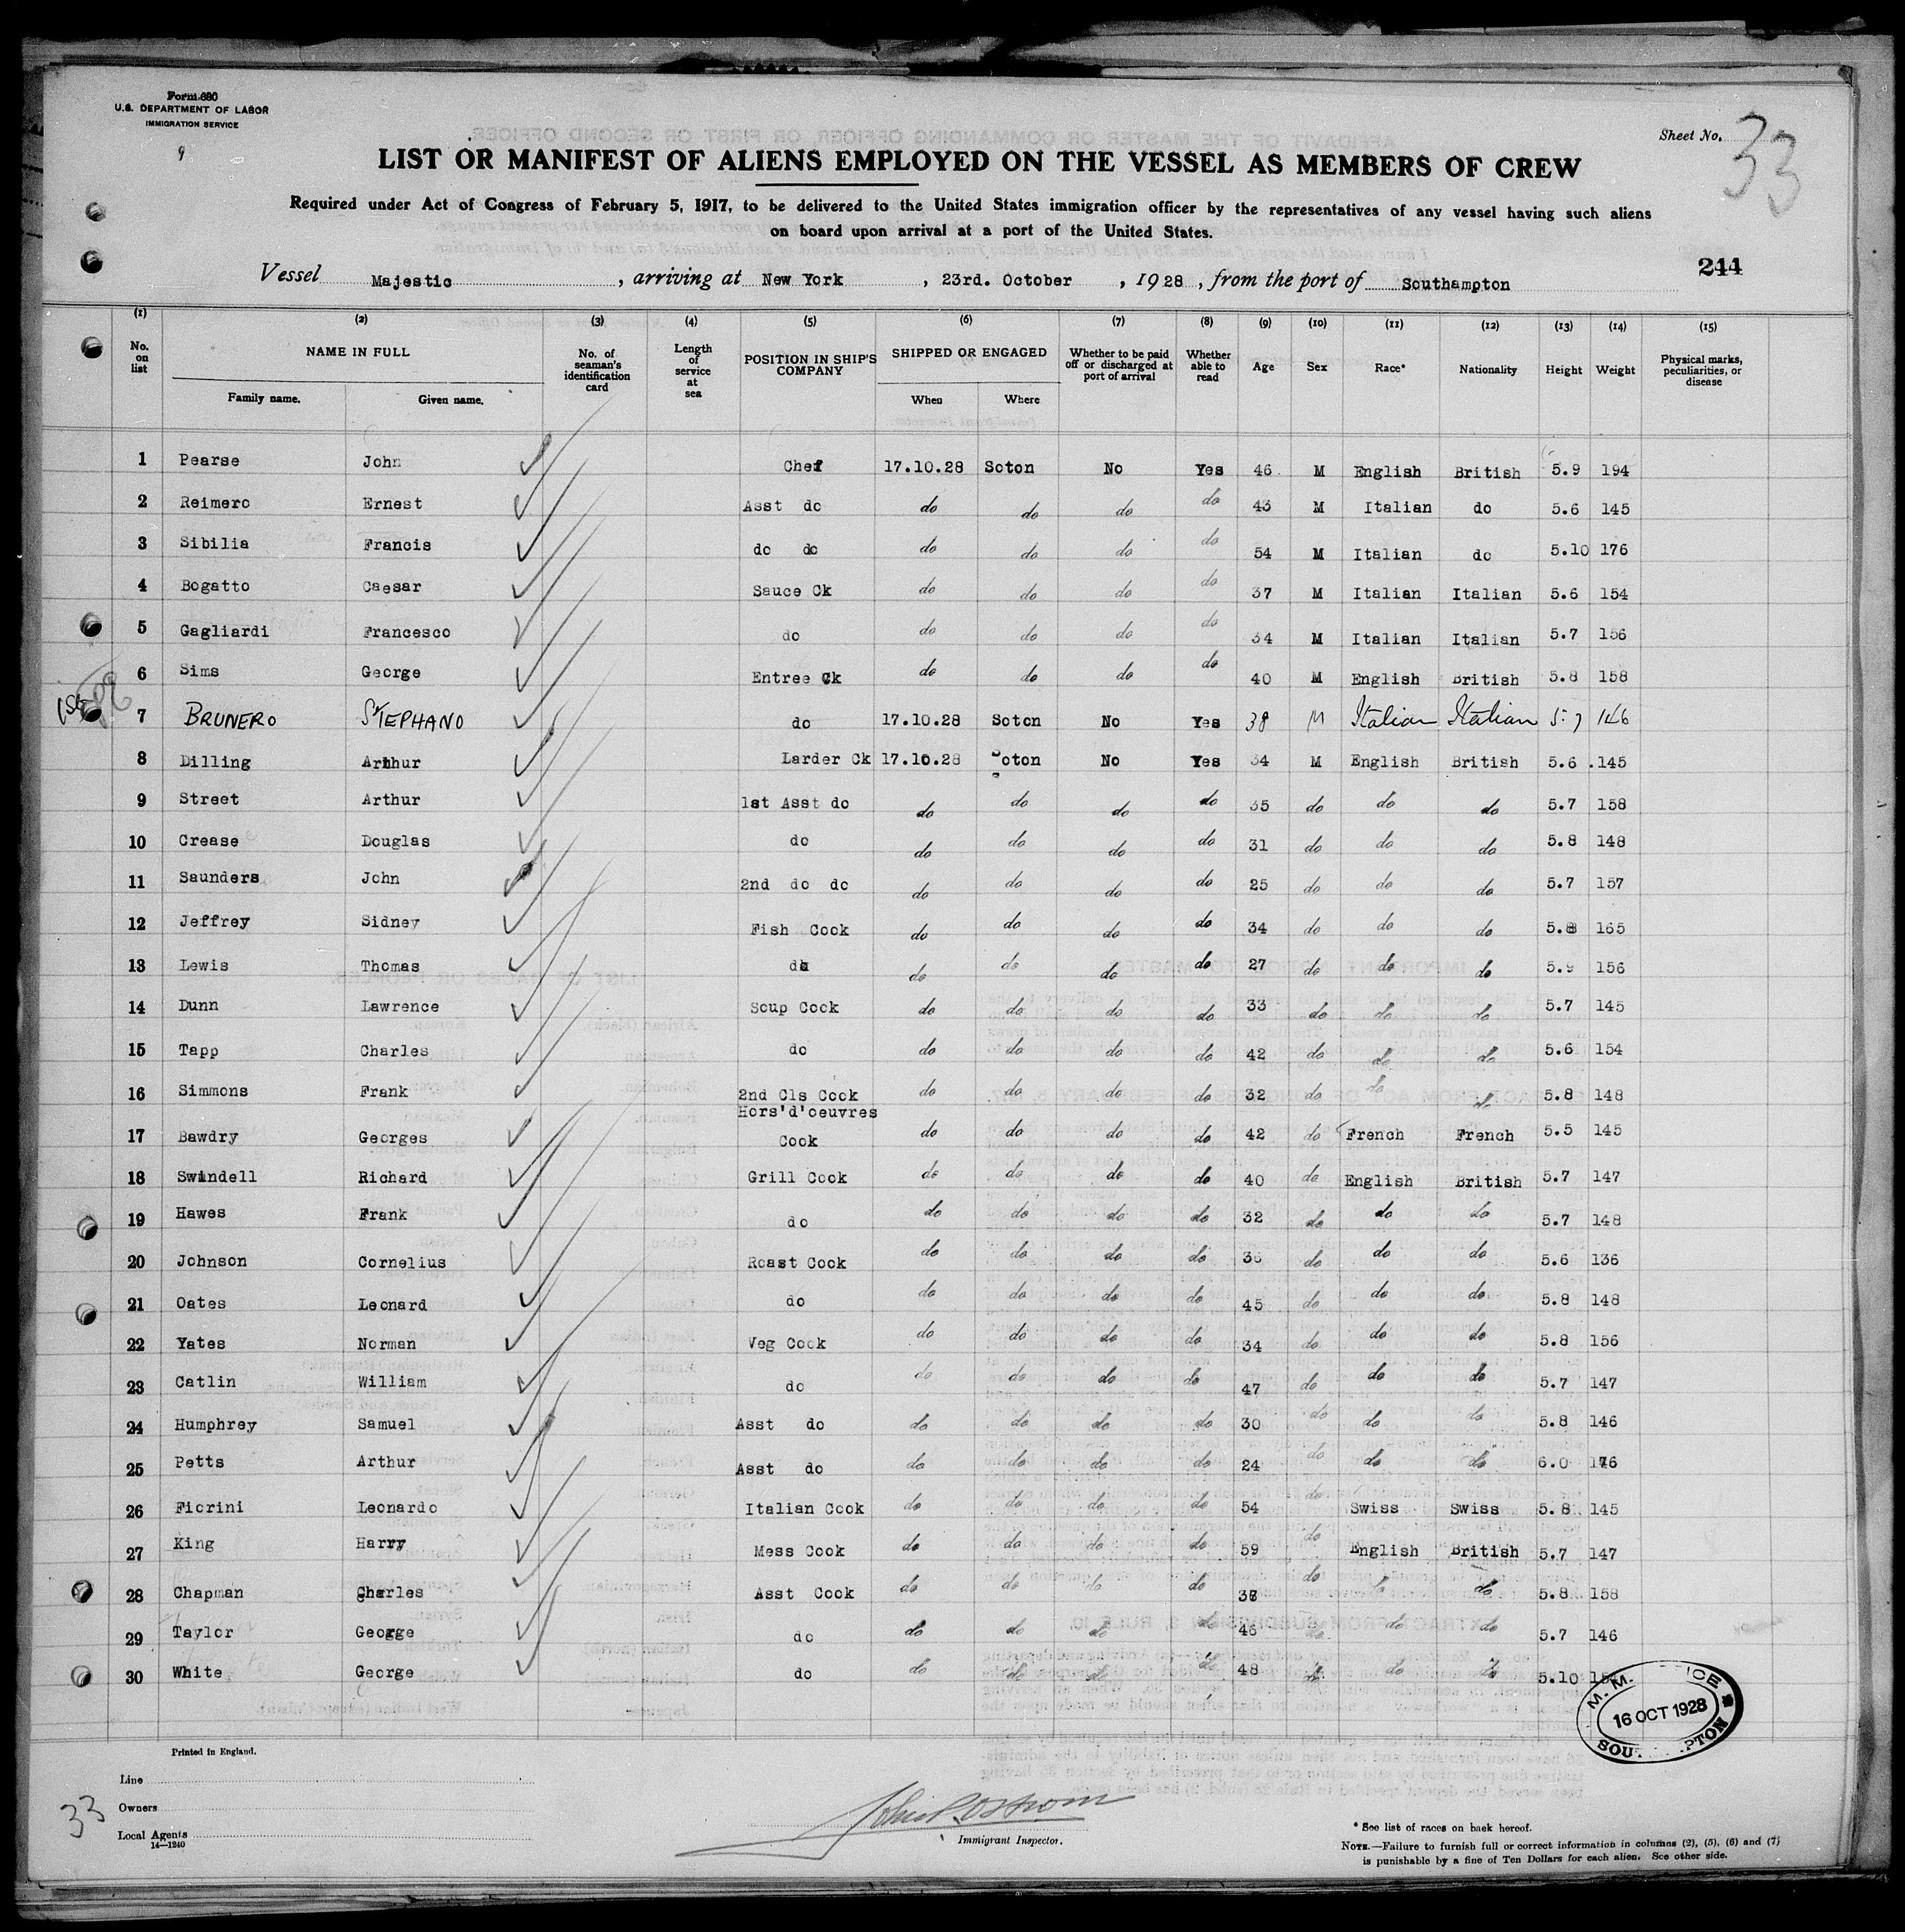 Form 680
U.S. DEPARTMENT OF LABOR
IMMIGRATION SERVICE
9
Sheet No. 33
LIST OR MANIFEST OF ALIENS EMPLOYED ON THE VESSEL AS MEMBERS OF CREW
Required under Act of Congress of February 5, 1917, to be delivered to the United States immigration officer by the representatives of any vessel having such aliens
on board upon arrival at a port of the United States.
244
Vessel Majestic, arriving at New York, 23rd. October, 1928, from the port of Southampton
(1) (2) (3) (4) (5) (6) (7) (8) (9) (10) (11) (12) (13) (14) (15)
No. on list NAME IN FULL Family name. Given name. No. of seaman's identification card Length of service at sea POSITION IN SHIP'S COMPANY SHIPPED OR ENGAGED When Where Whether to be paid off or discharged at port of arrival Whether able to read Age Sex Race* Nationality Height Weight Physical marks, peculiarities, or disease
1 Pearse John Chef 17.10.28 Soton No Yes 46 M English British 5.9 194
2 Reimero Ernest Asst do do do do do 43 M Italian do 5.6 145
3 Sibilia Francis do do do do do do 54 M Italian do 5.10 176
4 Bogatto Caesar Sauce Ck do do do do 37 M Italian Italian 5.6 154
5 Gagliardi Francesco do do do do do 34 M Italian Italian 5.7 156
6 Sims George Entree Ck do do do do 40 M English British 5.8 158
7 BRUNERO STEPHANO do 17.10.28 Soton No Yes 38 M Italian Italian 5.7 146
8 Dilling Arthur Larder Ck 17.10.28 Soton No Yes 34 M English British 5.6 145
9 Street Arthur 1st Asst do do do do do 35 do do do 5.7 158
10 Crease Douglas do do do do do 31 do do do 5.8 148
11 Saunders John 2nd do do do do do do 25 do do do 5.7 157
12 Jeffrey Sidney Fish Cook do do do do 34 do do do 5.8 165
13 Lewis Thomas do do do do do 27 do do do 5.9 156
14 Dunn Lawrence Soup Cook do do do do 33 do do do 5.7 145
15 Tapp Charles do do do do do 42 do do do 5.6 154
16 Simmons Frank 2nd Cls Cook do do do do 32 do do do 5.8 148
17 Bawdry Georges Hors'd'oeuvres Cook do do do do 42 do French French 5.5 145
18 Swindell Richard Grill Cook do do do do 40 do English British 5.7 147
19 Hawes Frank do do do do do 32 do do do 5.7 148
20 Johnson Cornelius Roast Cook do do do do do do do 5.6 136
21 Oates Leonard do do do do do 45 do do do 5.8 148
22 Yates Norman Veg Cook do do do do 34 do do do 5.8 156
23 Catlin William do do do do do 47 do do do 5.7 147
24 Humphrey Samuel Asst do do do do do 30 do do do 5.8 146
25 Petts Arthur Asst do do do do do 24 do do do 6.0 176
26 Fiorini Leonardo Italian Cook do do do do 54 do Swiss Swiss 5.8 145
27 King Harry Mess Cook do do do do 59 do English British 5.7 147
28 Chapman Charles Asst Cook do do do do do do do 5.8 158
29 Taylor George do do do do do 46 do do do 5.7 146
30 White George do do do do do 48 do do do 5.10
M. M. OFFICE
16 OCT 1928
SOUTHAMPTON
Printed in England.
Line
Owners
Local Agents
14—1240
33
Immigrant Inspector.
* See list of races on back hereof.
NOTE.—Failure to furnish full or correct information in columns (2), (5), (6) and (7)
is punishable by a fine of Ten Dollars for each alien. See other side.